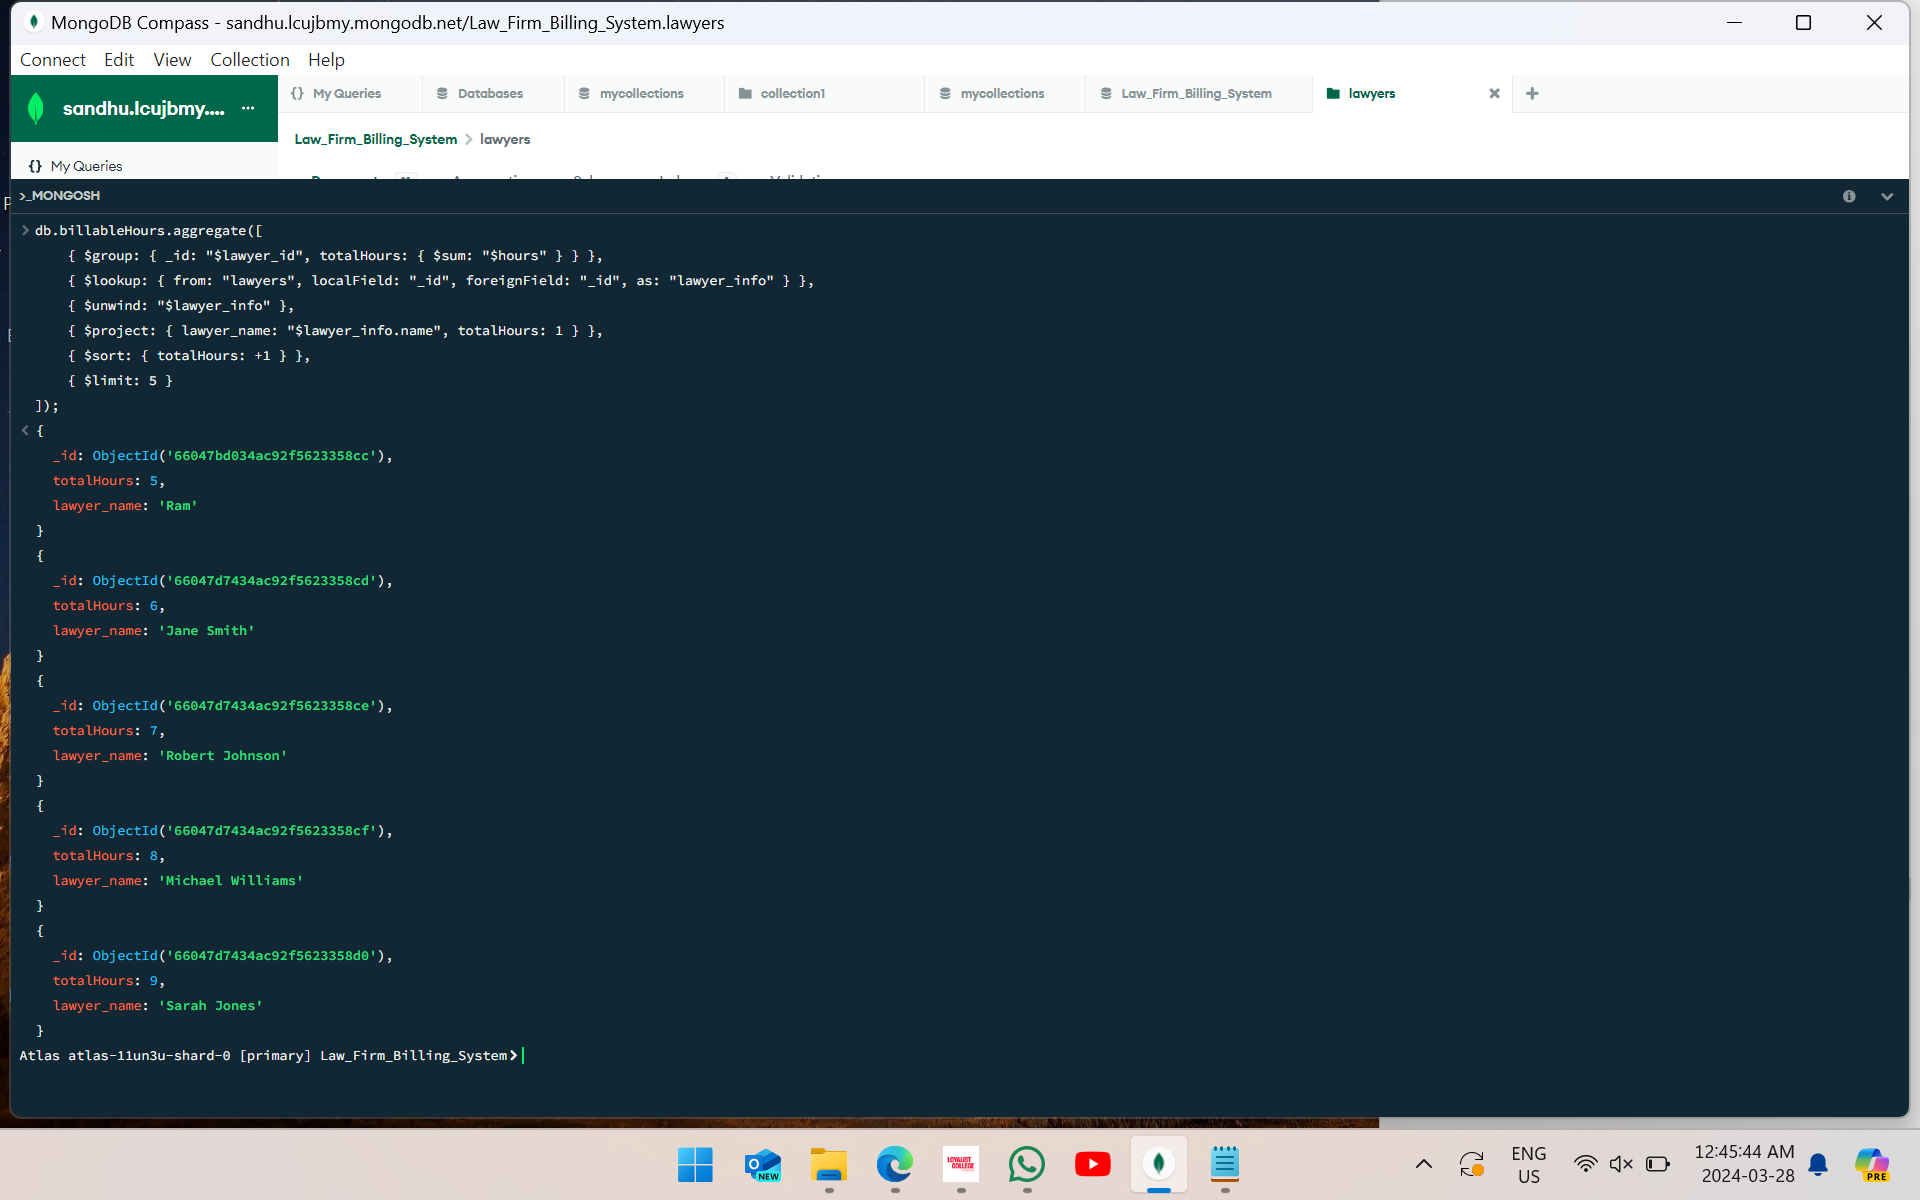 MongoDB Compass - sandhu.lcujbmy.mongodb.net/Law_Firm_Billing_System.lawyers
Connect Edit View Collection Help
sandhu.lcujbmy.... ...
{} My Queries
Databases
mycollections
collection1
mycollections
Law_Firm_Billing_System
lawyers
Law_Firm_Billing_System > lawyers
{} My Queries
>_MONGOSH
> db.billableHours.aggregate([
{ $group: { _id: "$lawyer_id", totalHours: { $sum: "$hours" } } },
{ $lookup: { from: "lawyers", localField: "_id", foreignField: "_id", as: "lawyer_info" } },
{ $unwind: "$lawyer_info" },
{ $project: { lawyer_name: "$lawyer_info.name", totalHours: 1 } },
{ $sort: { totalHours: +1 } },
{ $limit: 5 }
]);
< {
_id: ObjectId('66047bd034ac92f5623358cc'),
totalHours: 5,
lawyer_name: 'Ram'
}
{
_id: ObjectId('66047d7434ac92f5623358cd'),
totalHours: 6,
lawyer_name: 'Jane Smith'
}
{
_id: ObjectId('66047d7434ac92f5623358ce'),
totalHours: 7,
lawyer_name: 'Robert Johnson'
}
{
_id: ObjectId('66047d7434ac92f5623358cf'),
totalHours: 8,
lawyer_name: 'Michael Williams'
}
{
_id: ObjectId('66047d7434ac92f5623358d0'),
totalHours: 9,
lawyer_name: 'Sarah Jones'
}
Atlas atlas-11un3u-shard-0 [primary] Law_Firm_Billing_System>
NEW
LOYALIST
COLLEGE
ENG
US
12:45:44 AM
2024-03-28
PRE